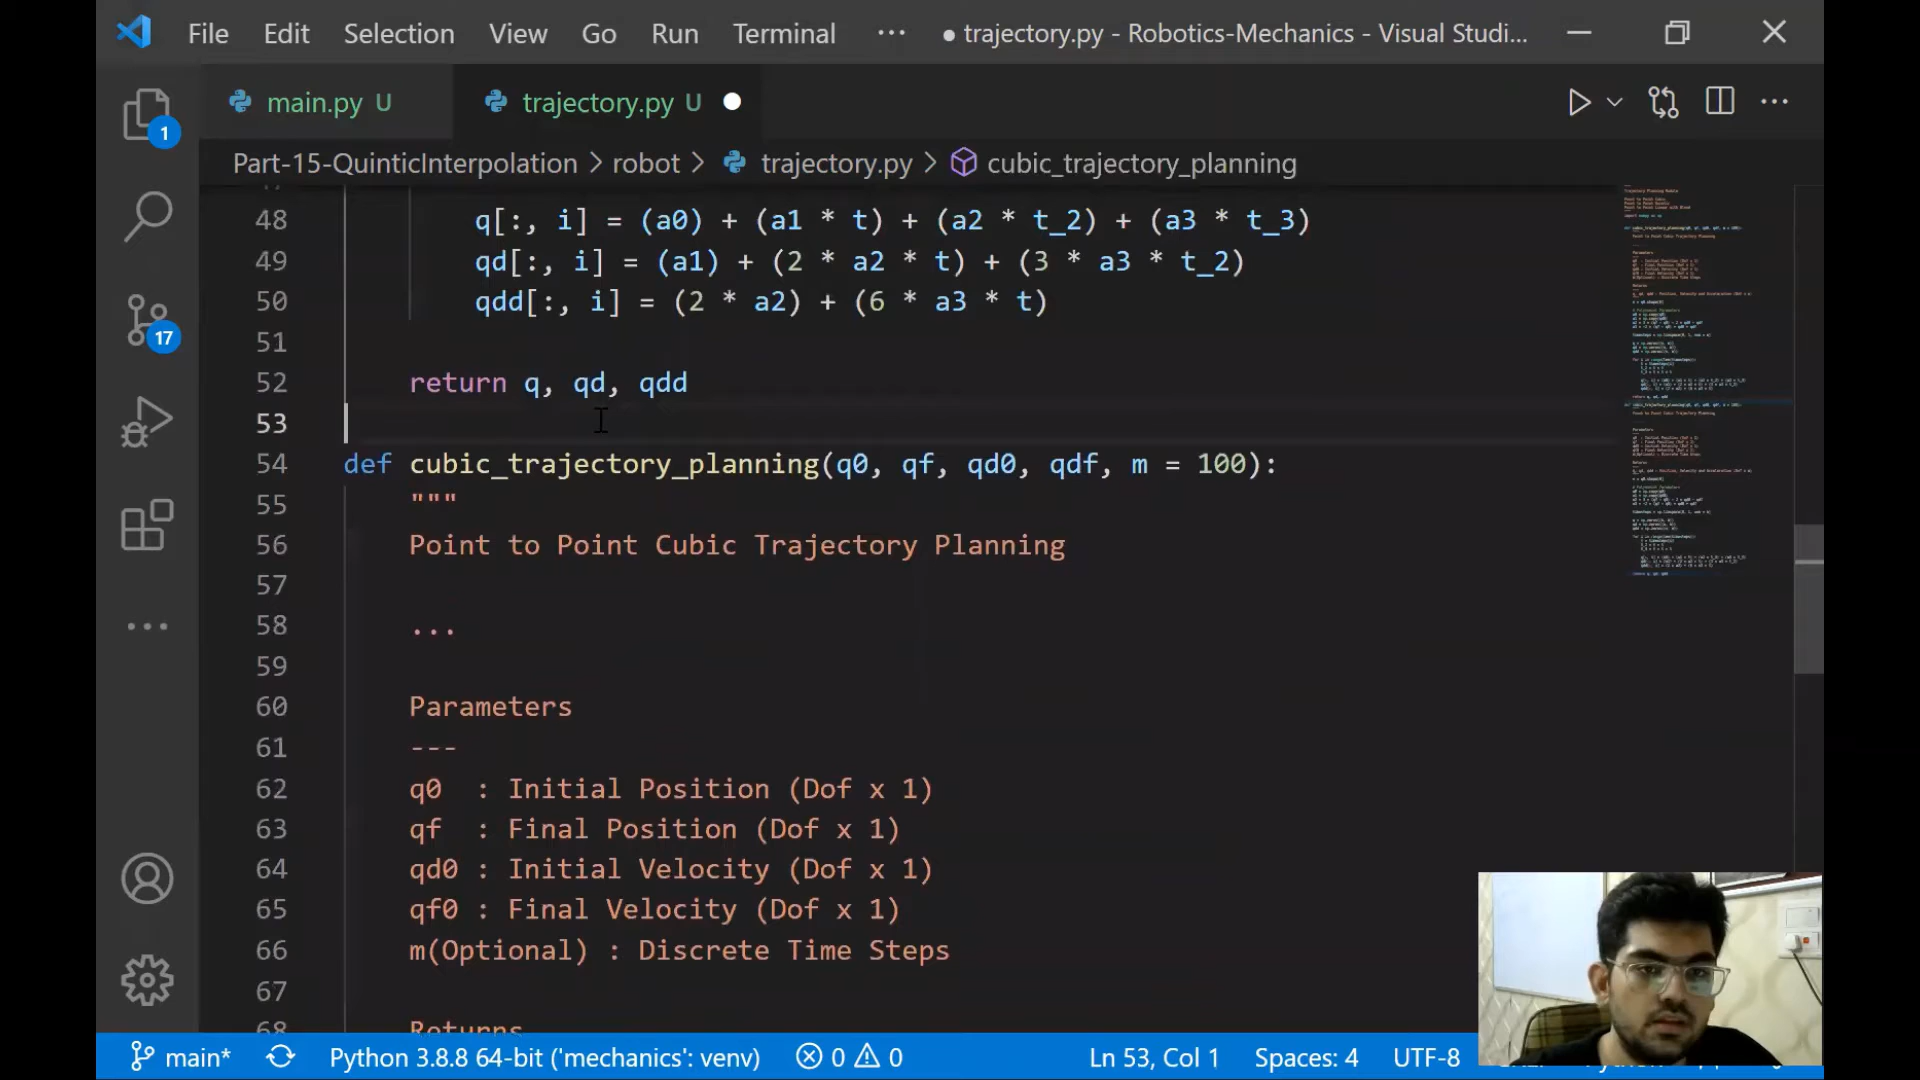 File Edit Selection View Go Run Terminal ··· ● trajectory.py - Robotics-Mechanics - Visual Studi...
main.py U trajectory.py U
Part-15-QuinticInterpolation > robot > trajectory.py > cubic_trajectory_planning
48 q[:, i] = (a0) + (a1 * t) + (a2 * t_2) + (a3 * t_3)
49 qd[:, i] = (a1) + (2 * a2 * t) + (3 * a3 * t_2)
50 qdd[:, i] = (2 * a2) + (6 * a3 * t)
51
52 return q, qd, qdd
53
54 def cubic_trajectory_planning(q0, qf, qd0, qdf, m = 100):
55 """
56 Point to Point Cubic Trajectory Planning
57
58 ...
59
60 Parameters
61 ---
62 q0 : Initial Position (Dof x 1)
63 qf : Final Position (Dof x 1)
64 qd0 : Initial Velocity (Dof x 1)
65 qf0 : Final Velocity (Dof x 1)
66 m(Optional) : Discrete Time Steps
67
68 Returns
1
17
main* Python 3.8.8 64-bit ('mechanics': venv) 0 0 Ln 53, Col 1 Spaces: 4 UTF-8